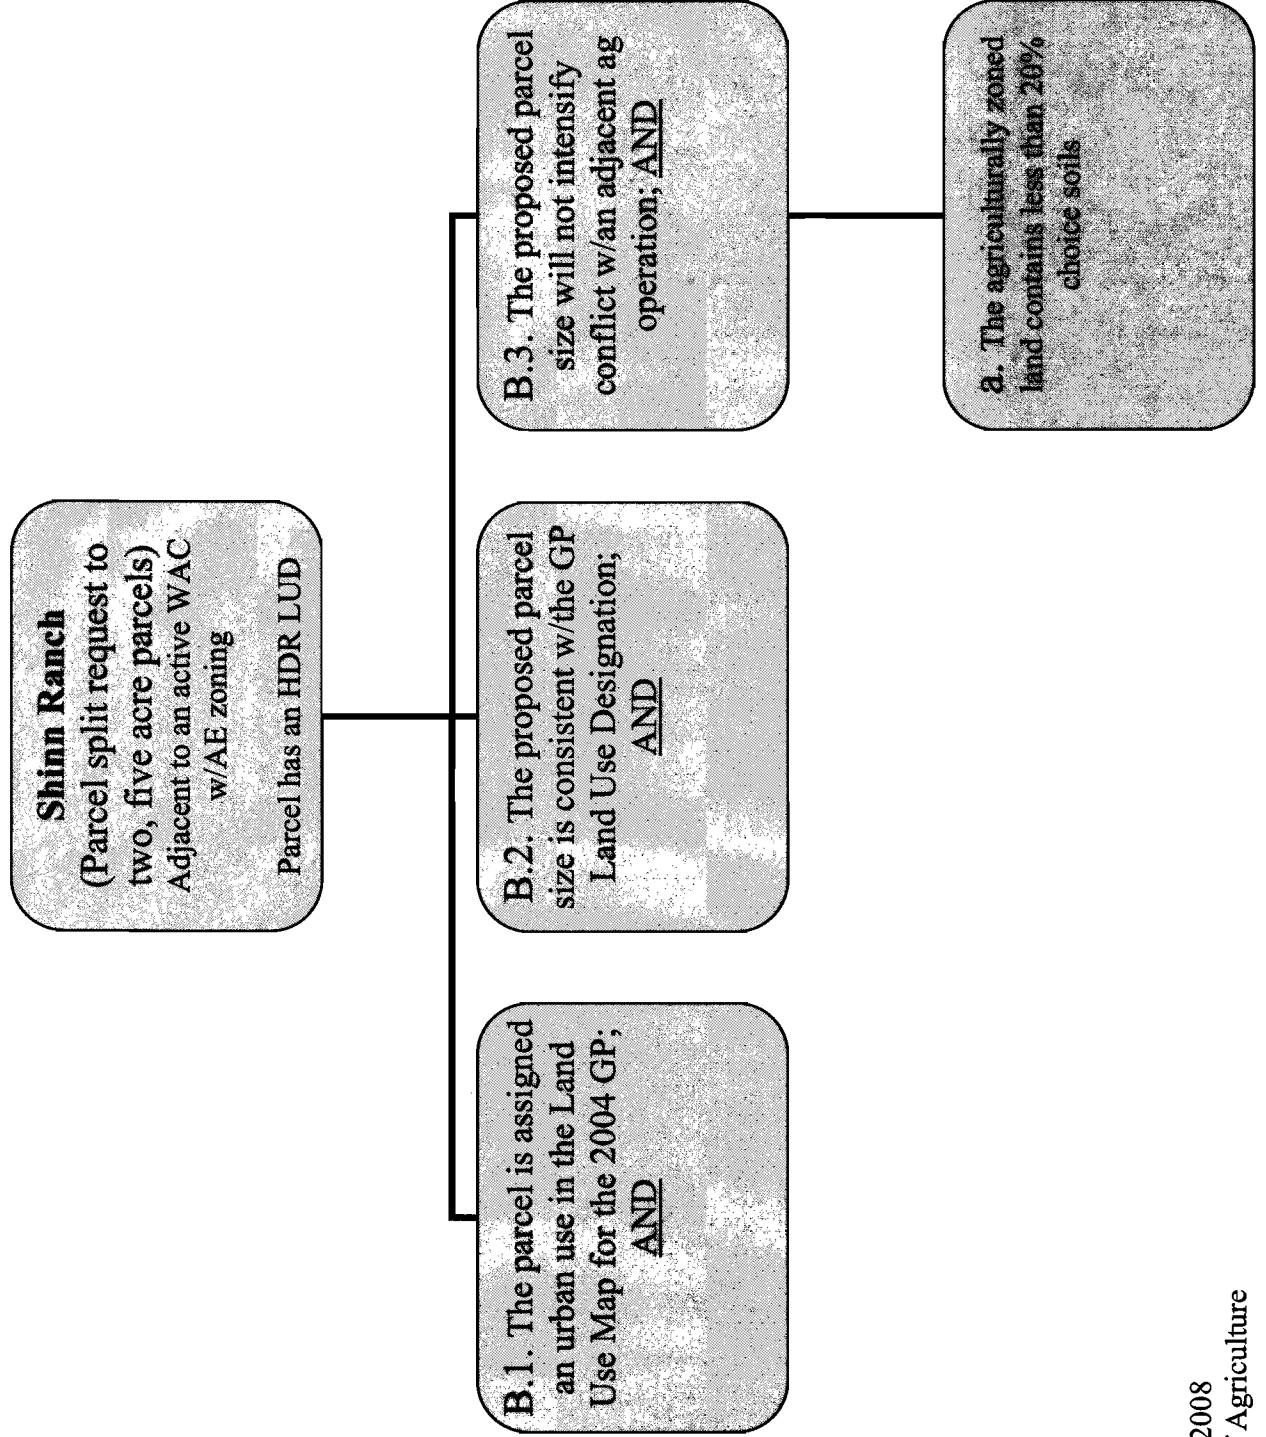 Shinn Ranch
(Parcel split request to
two, five acre parcels)
Adjacent to an active WAC
w/AE zoning
Parcel has an HDR LUD
B.1. The parcel is assigned
an urban use in the Land
Use Map for the 2004 GP;
AND
B.2. The proposed parcel
size is consistent w/the GP
Land Use Designation;
AND
B.3. The proposed parcel
size will not intensify
conflict w/an adjacent ag
operation; AND
a. The agriculturally zoned
land contains less than 20%
choice soils
2008
Agriculture